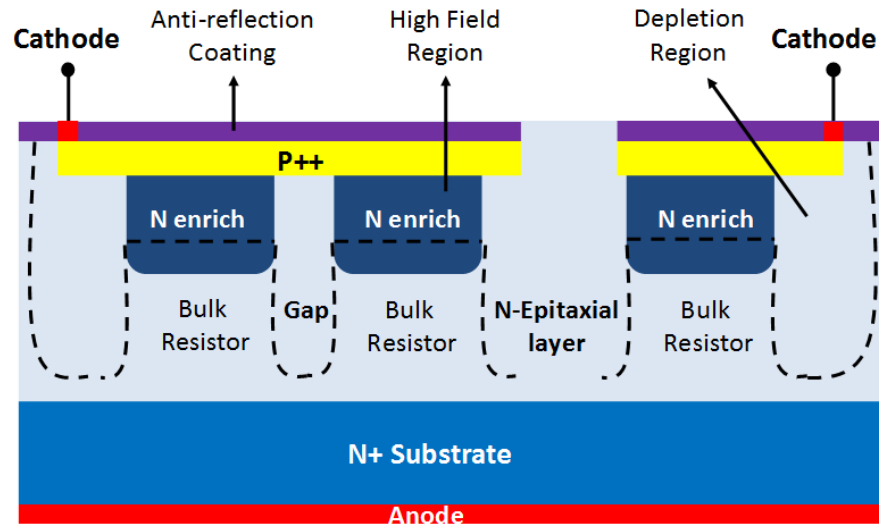 Cathode
Anti-reflection
Coating
High Field
Region
Depletion
Region
Cathode
P++
N enrich
N enrich
N enrich
Bulk
Resistor
Gap
Bulk
Resistor
N-Epitaxial
layer
Bulk
Resistor
N+ Substrate
Anode